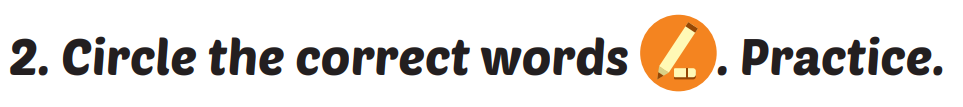 2. Circle the correct words . Practice.